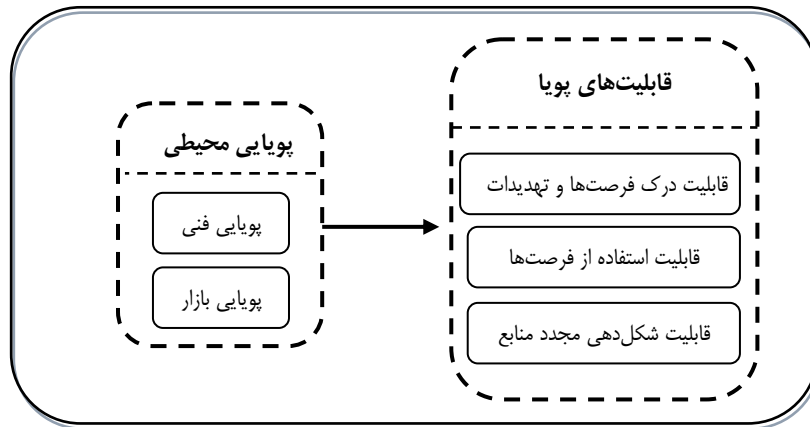 قابلیت‌های پویا
قابلیت درک فرصت‌ها و تهدیدات
قابلیت استفاده از فرصت‌ها
قابلیت شکل‌دهی مجدد منابع
پویایی محیطی
پویایی فنی
پویایی بازار